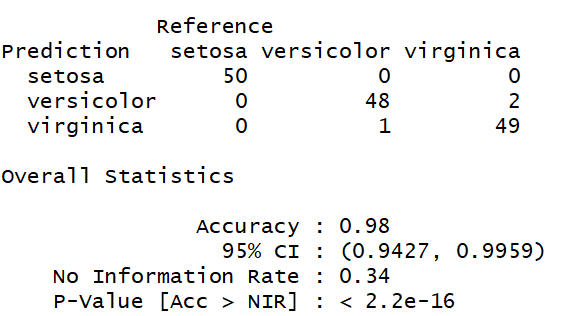 Reference
Prediction setosa versicolor virginica
setosa 50 0 0
versicolor 0 48 2
virginica 0 1 49
Overall Statistics
Accuracy : 0.98
95% CI : (0.9427, 0.9959)
No Information Rate : 0.34
P-Value [Acc > NIR] : < 2.2e-16